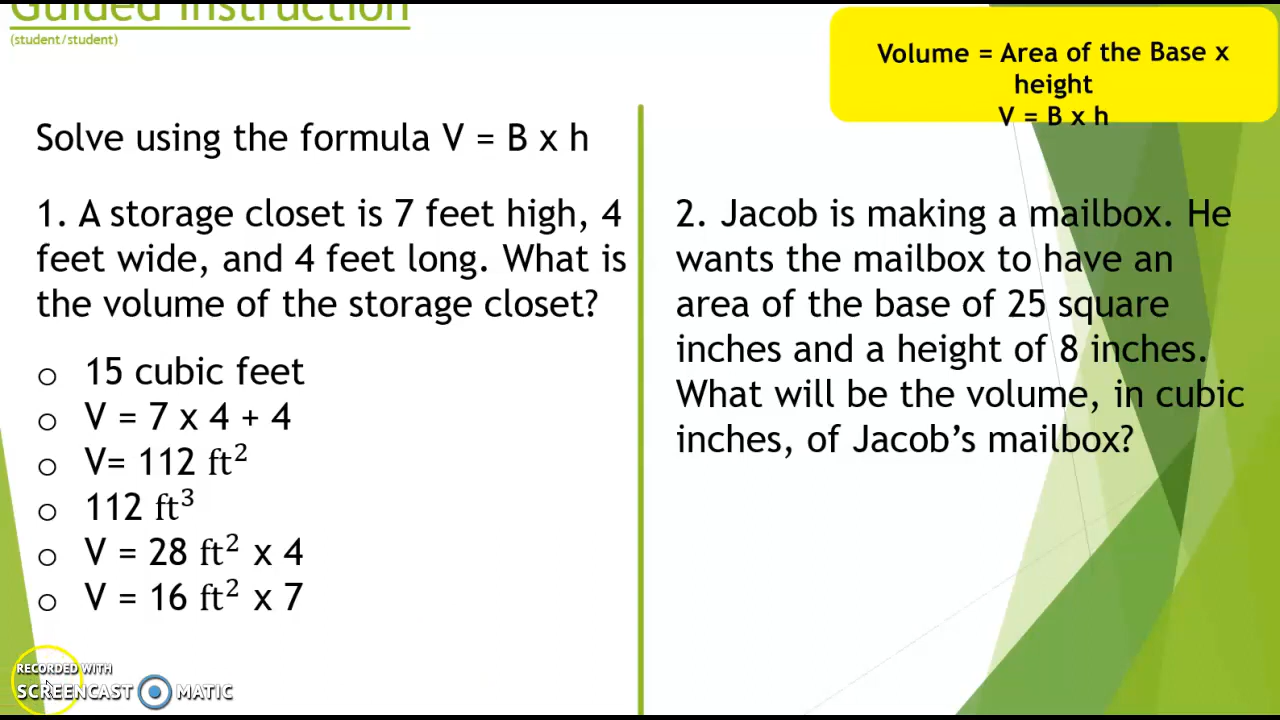 Guided Instruction
(student/student)
Volume = Area of the Base x
height
V = B x h
Solve using the formula V = B x h
1. A storage closet is 7 feet high, 4
feet wide, and 4 feet long. What is
the volume of the storage closet?
o 15 cubic feet
o V = 7 x 4 + 4
o V= 112 ft²
o 112 ft³
o V = 28 ft² x 4
o V = 16 ft² x 7
2. Jacob is making a mailbox. He
wants the mailbox to have an
area of the base of 25 square
inches and a height of 8 inches.
What will be the volume, in cubic
inches, of Jacob’s mailbox?
RECORDED WITH
SCREENCAST MATIC